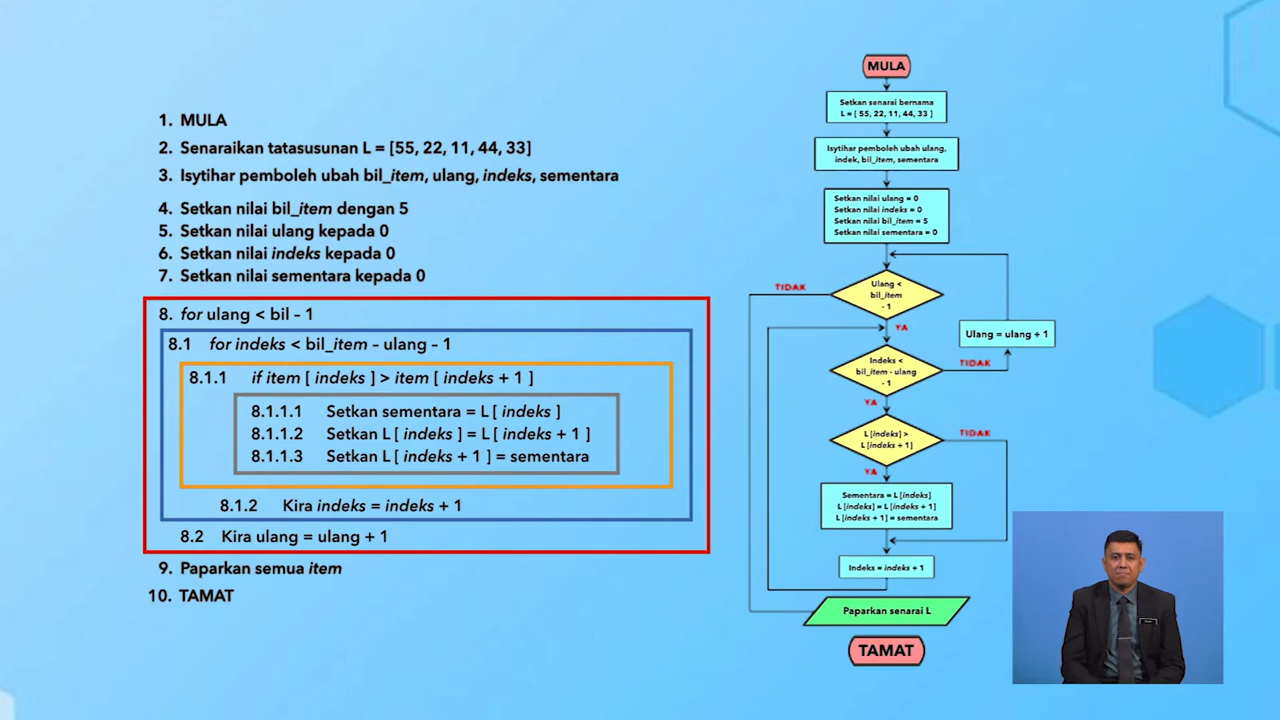 1. MULA
2. Senaraikan tatasusunan L = [55, 22, 11, 44, 33]
3. Isytihar pemboleh ubah bil_item, ulang, indeks, sementara
4. Setkan nilai bil_item dengan 5
5. Setkan nilai ulang kepada 0
6. Setkan nilai indeks kepada 0
7. Setkan nilai sementara kepada 0
8. for ulang < bil – 1
8.1 for indeks < bil_item – ulang – 1
8.1.1 if item [ indeks ] > item [ indeks + 1 ]
8.1.1.1 Setkan sementara = L [ indeks ]
8.1.1.2 Setkan L [ indeks ] = L [ indeks + 1 ]
8.1.1.3 Setkan L [ indeks + 1 ] = sementara
8.1.2 Kira indeks = indeks + 1
8.2 Kira ulang = ulang + 1
9. Paparkan semua item
10. TAMAT
MULA
Setkan senarai bernama
L = [ 55, 22, 11, 44, 33 ]
Isytihar pemboleh ubah ulang,
indek, bil_item, sementara
Setkan nilai ulang = 0
Setkan nilai indeks = 0
Setkan nilai bil_item = 5
Setkan nilai sementara = 0
TIDAK
Ulang <
bil_item
- 1
YA
Ulang = ulang + 1
Indeks <
bil_item - ulang
- 1
TIDAK
YA
L [indeks] >
L [indeks + 1]
TIDAK
YA
Sementara = L [indeks]
L [indeks] = L [indeks + 1]
L [indeks + 1] = sementara
Indeks = indeks + 1
Paparkan senarai L
TAMAT